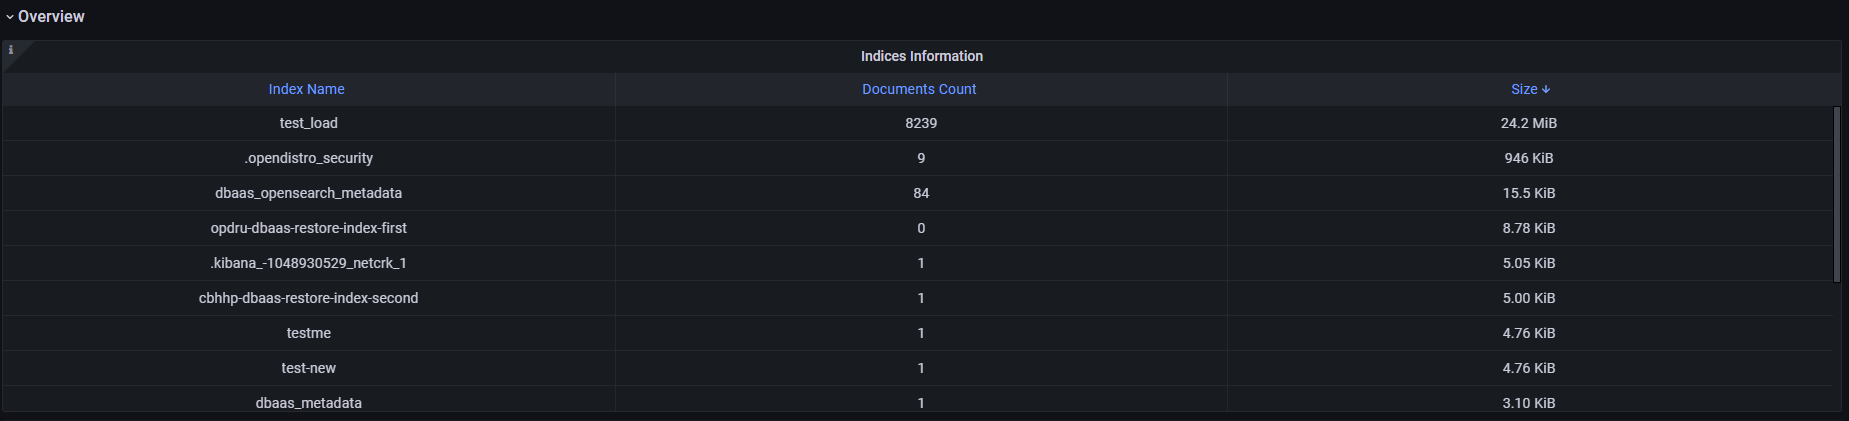 Overview
i
Indices Information
Index Name Documents Count Size ↓
test_load 8239 24.2 MiB
.opendistro_security 9 946 KiB
dbaas_opensearch_metadata 84 15.5 KiB
opdru-dbaas-restore-index-first 0 8.78 KiB
.kibana_-1048930529_netcrk_1 1 5.05 KiB
cbhhp-dbaas-restore-index-second 1 5.00 KiB
testme 1 4.76 KiB
test-new 1 4.76 KiB
dbaas_metadata 1 3.10 KiB